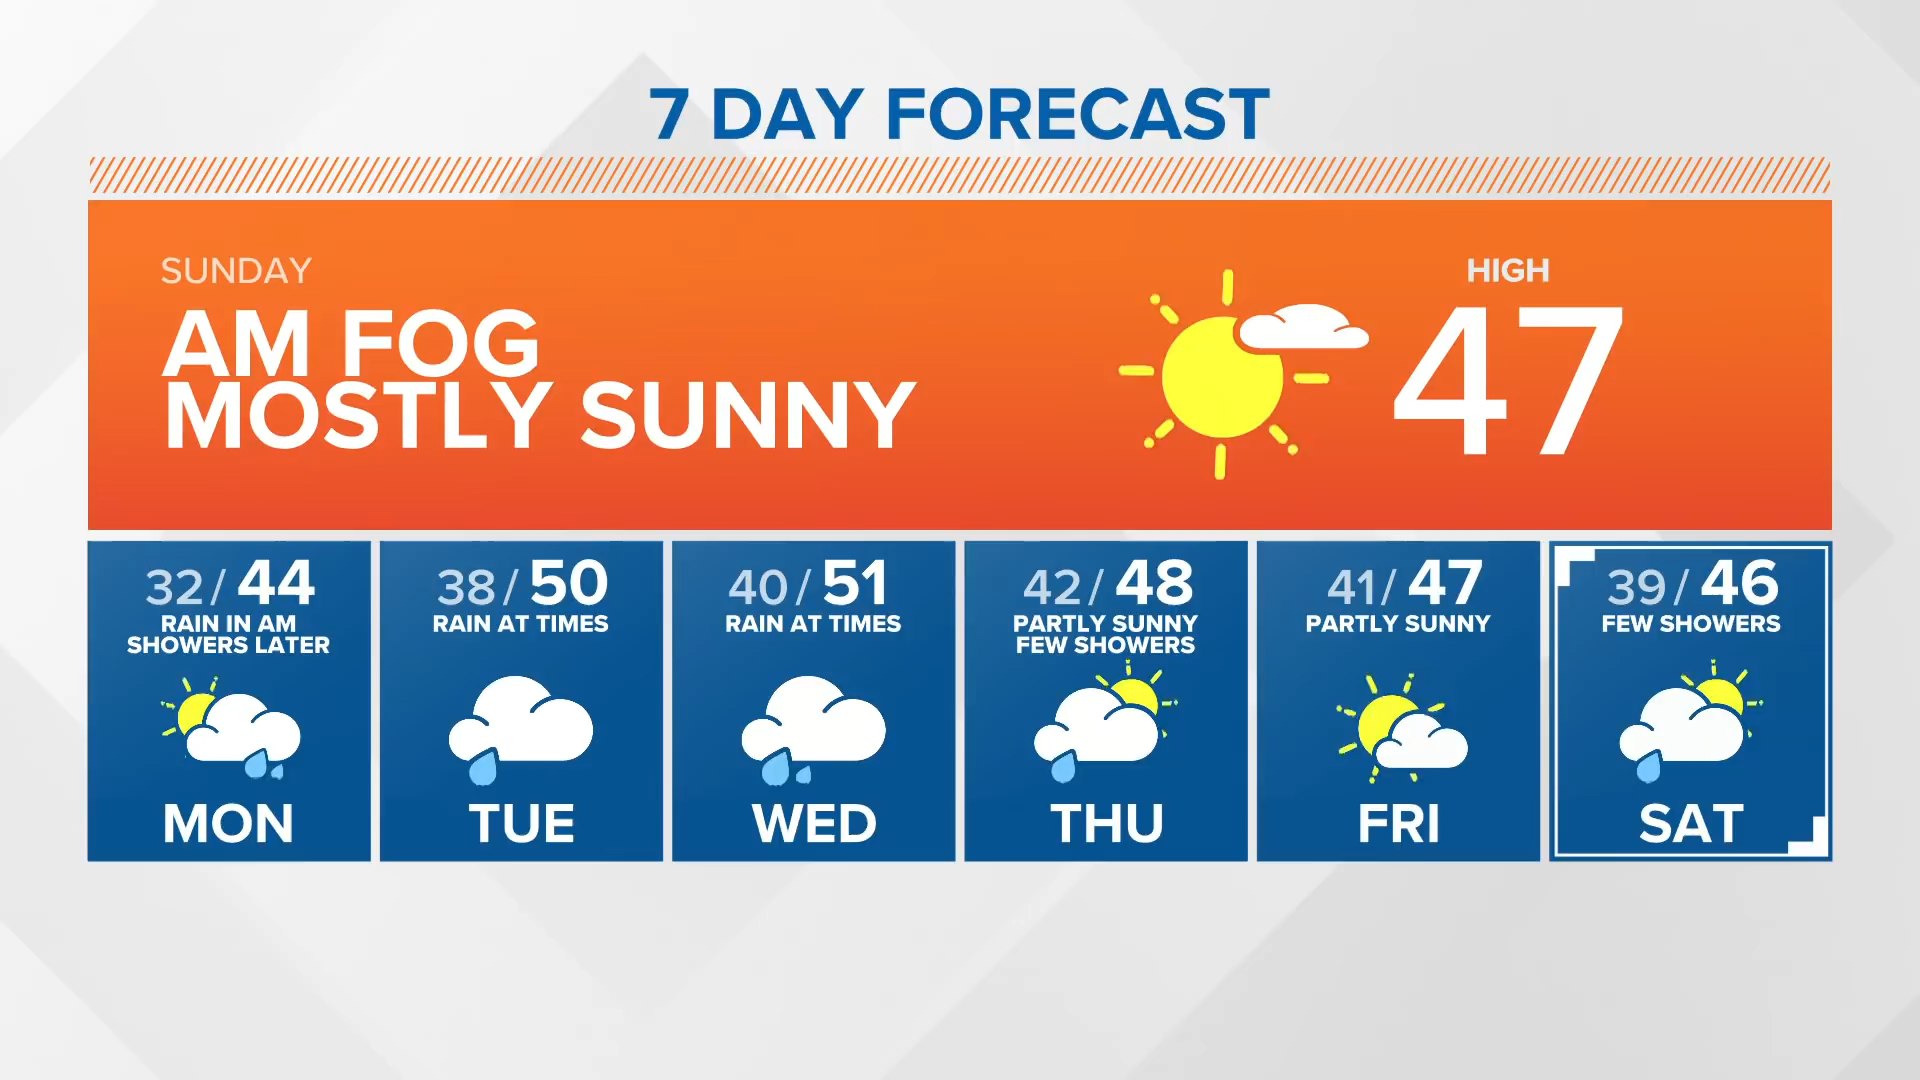 7 DAY FORECAST
SUNDAY
AM FOG
MOSTLY SUNNY
HIGH
47
32/44
RAIN IN AM
SHOWERS LATER
MON
38/50
RAIN AT TIMES
TUE
40/51
RAIN AT TIMES
WED
42/48
PARTLY SUNNY
FEW SHOWERS
THU
41/47
PARTLY SUNNY
FRI
39/46
FEW SHOWERS
SAT